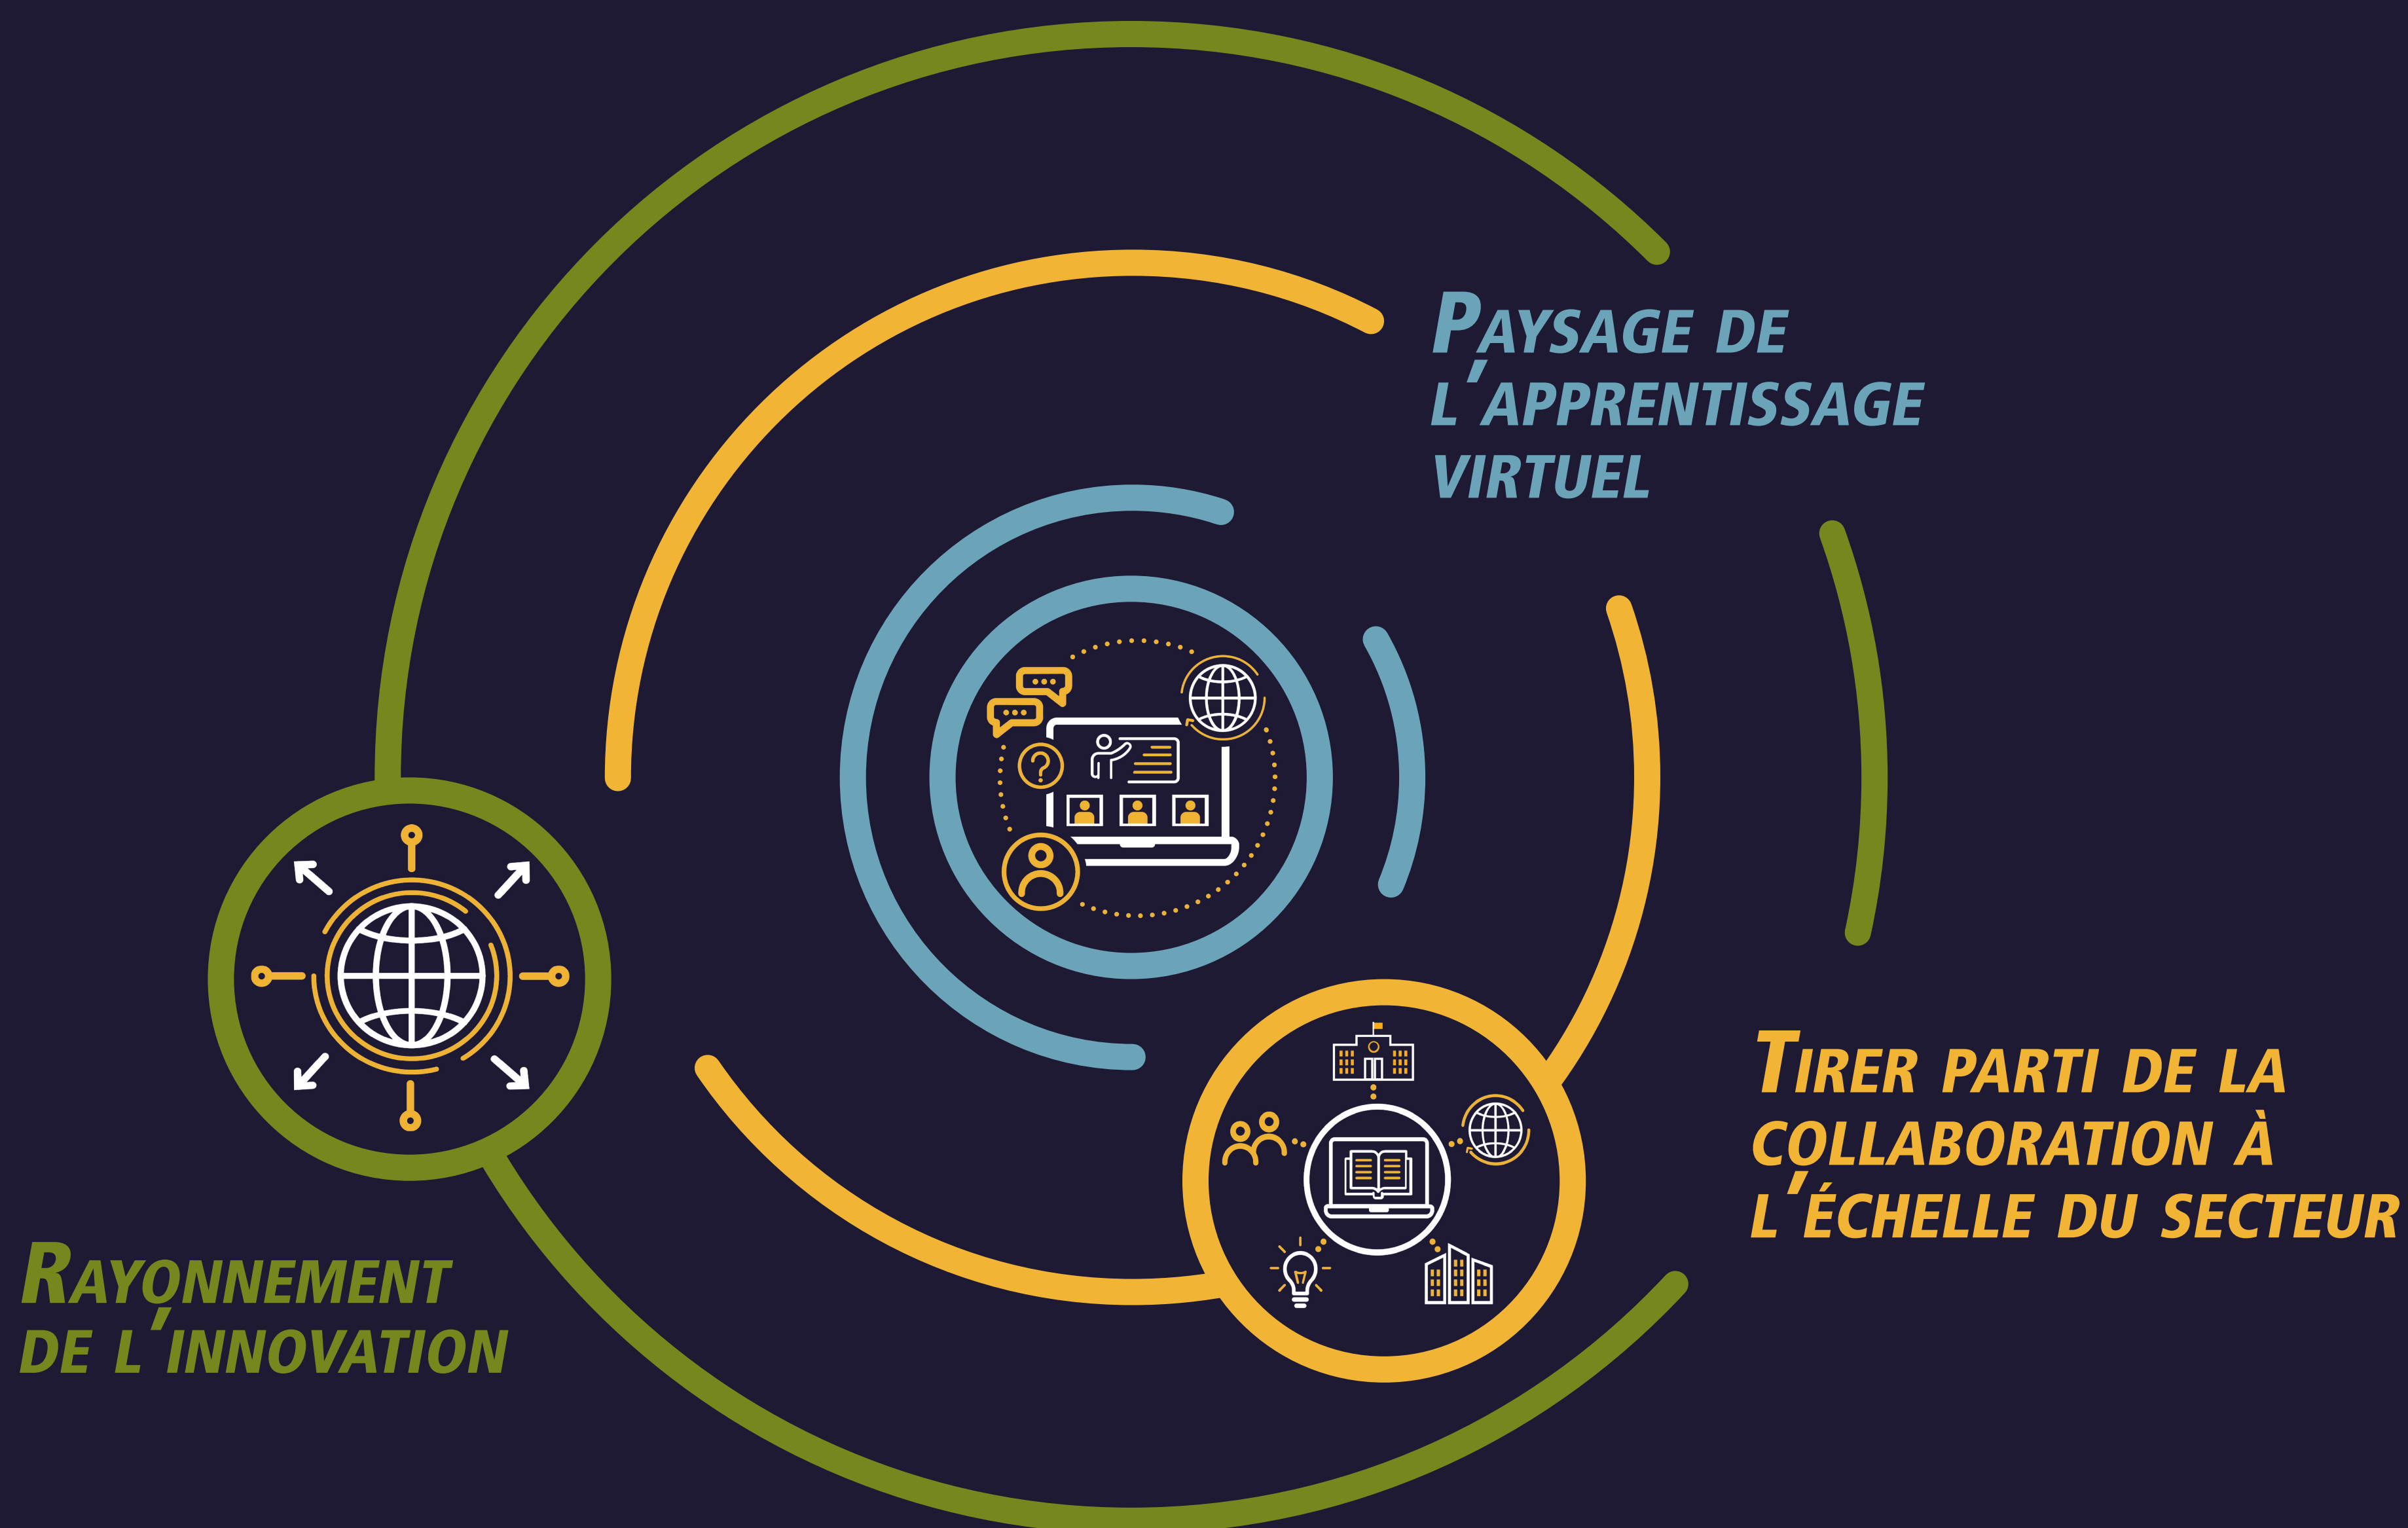 Paysage de
l'apprentissage
virtuel
Tirer parti de la
collaboration à
l'échelle du secteur
Rayonnement
de l'innovation